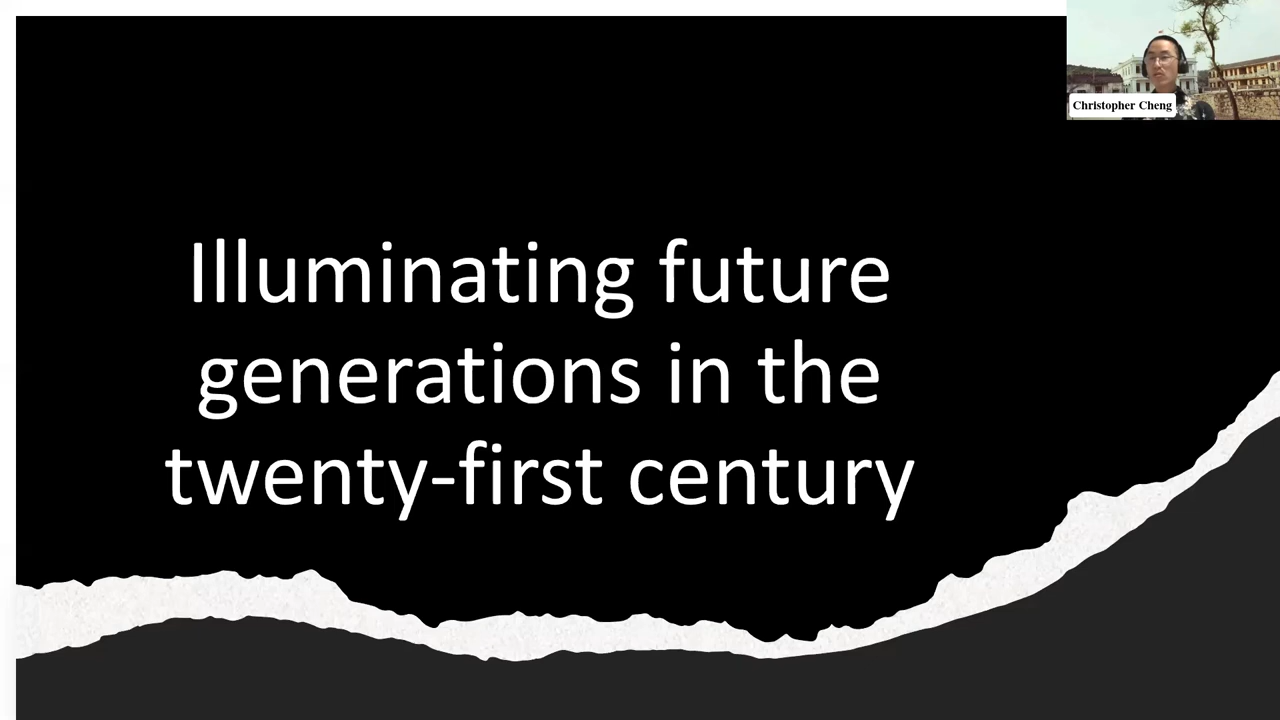 Christopher Cheng
Illuminating future
generations in the
twenty-first century